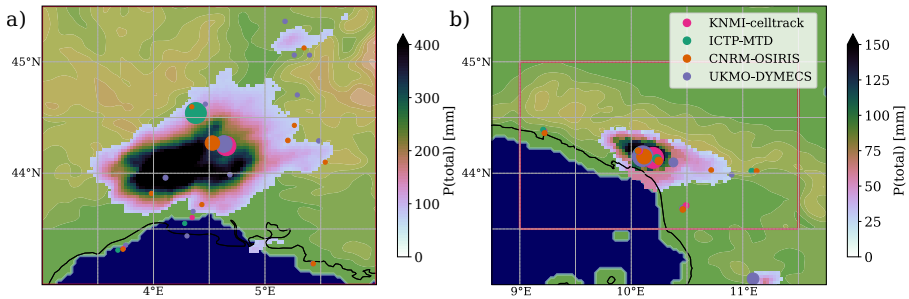 a)
45°N
44°N
4°E
5°E
400
300
200
100
0
P(total) [mm]
b)
KNMI-celltrack
ICTP-MTD
CNRM-OSIRIS
UKMO-DYMECS
45°N
44°N
9°E
10°E
11°E
150
125
100
75
50
25
0
P(total) [mm]